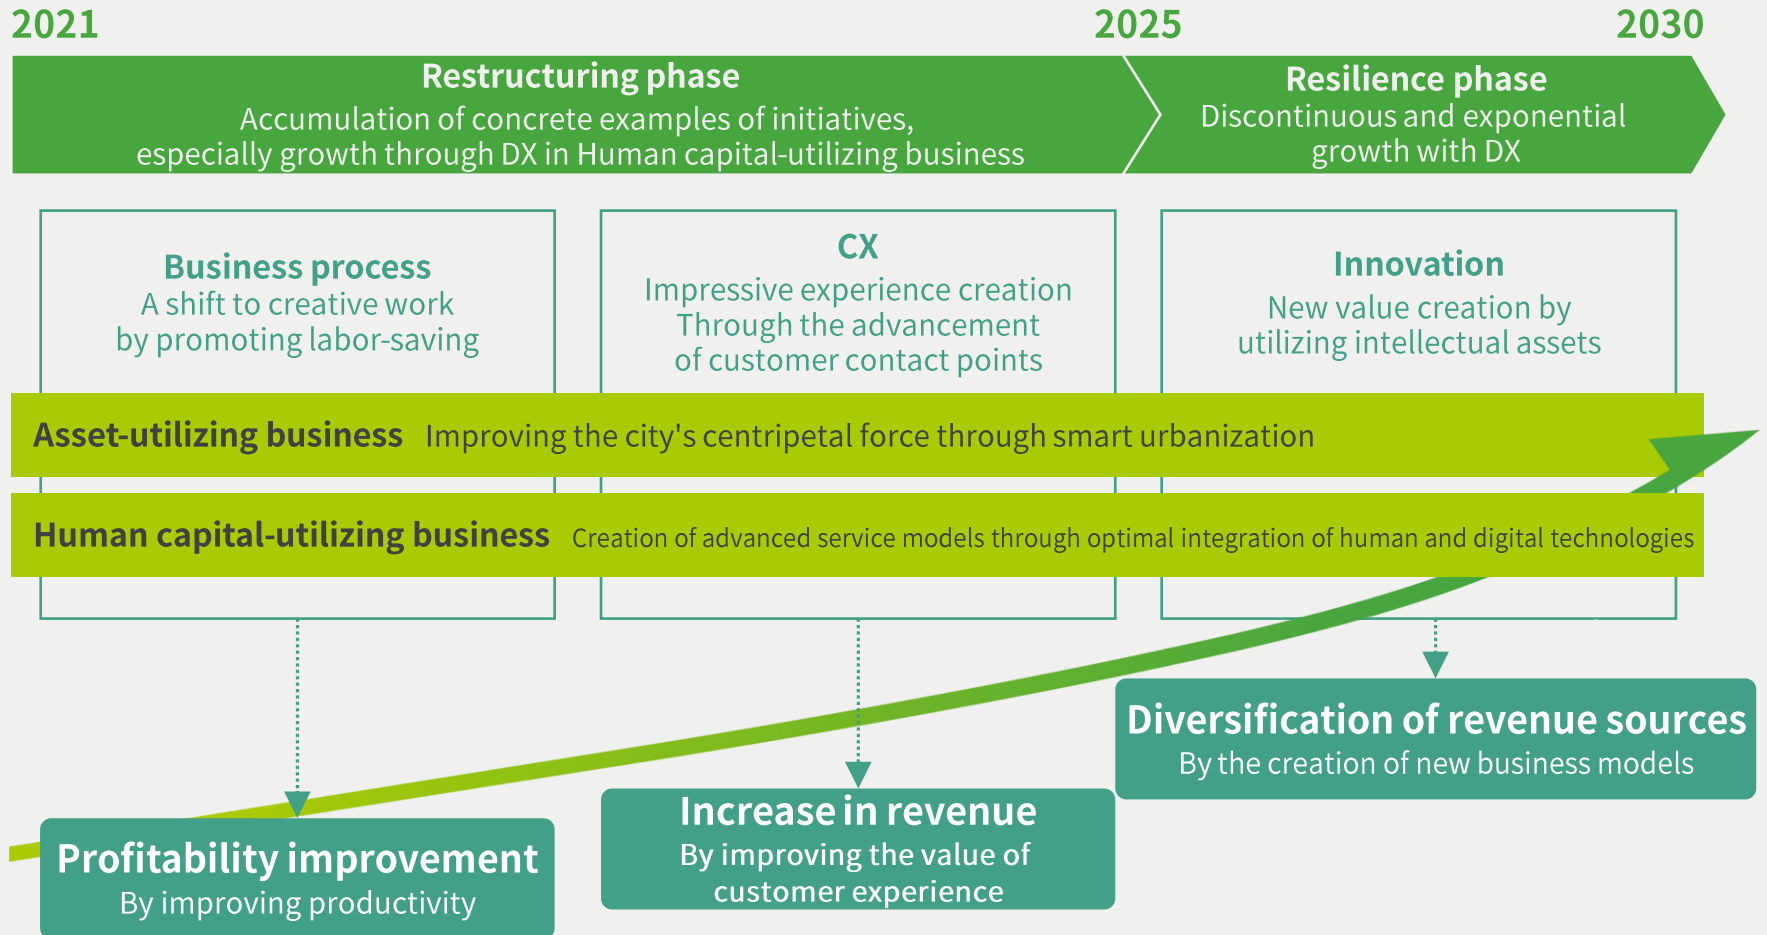 2021
2025
2030
Restructuring phase
Accumulation of concrete examples of initiatives,
especially growth through DX in Human capital-utilizing business
Resilience phase
Discontinuous and exponential
growth with DX
Business process
A shift to creative work
by promoting labor-saving
CX
Impressive experience creation
Through the advancement
of customer contact points
Innovation
New value creation by
utilizing intellectual assets
Asset-utilizing business Improving the city's centripetal force through smart urbanization
Human capital-utilizing business Creation of advanced service models through optimal integration of human and digital technologies
Profitability improvement
By improving productivity
Increase in revenue
By improving the value of
customer experience
Diversification of revenue sources
By the creation of new business models